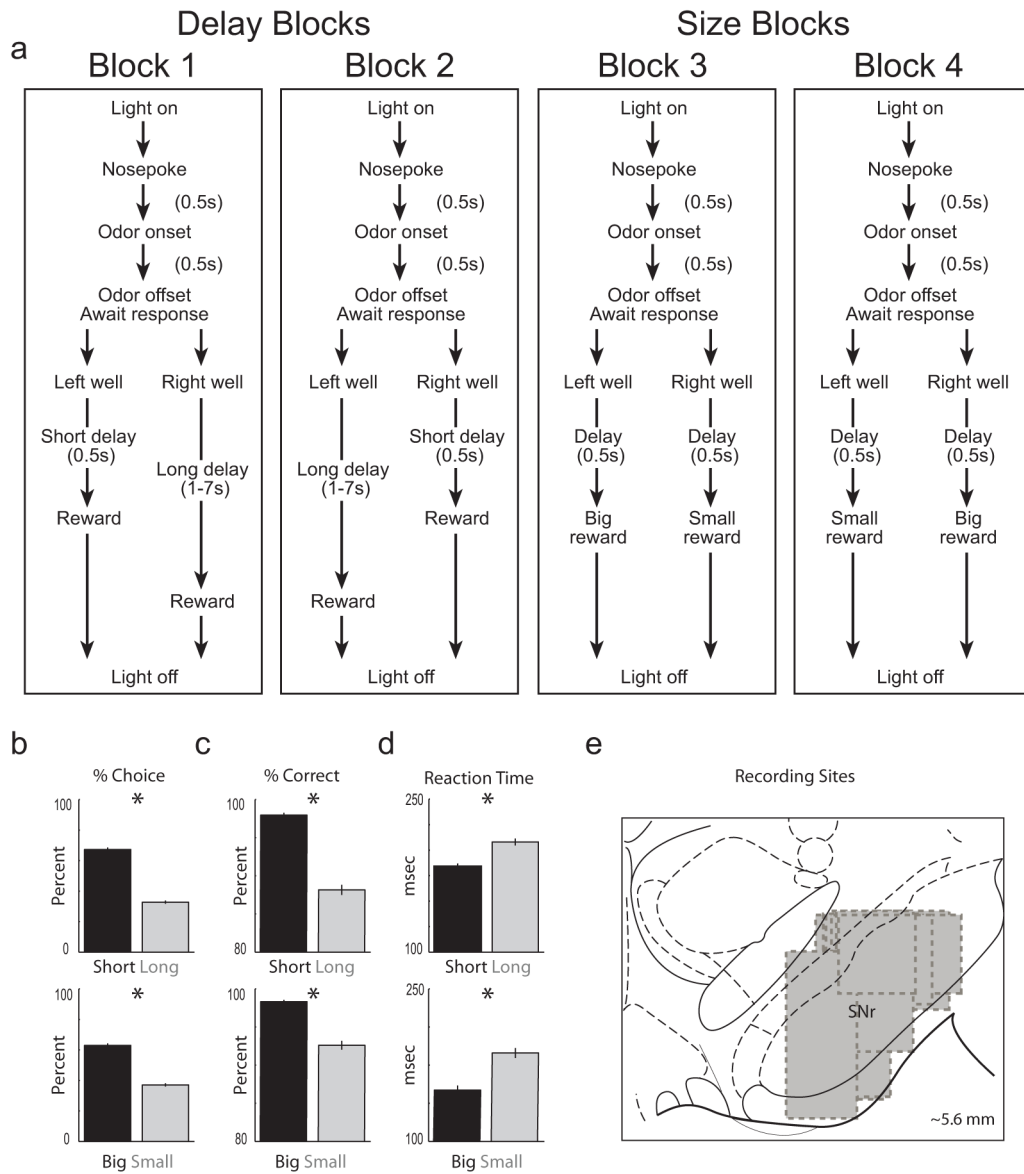 Delay Blocks
Size Blocks
a
Block 1
Block 2
Block 3
Block 4
Light on
Nosepoke
(0.5s)
Odor onset
(0.5s)
Odor offset
Await response
Left well
Right well
Short delay
(0.5s)
Long delay
(1-7s)
Reward
Reward
Light off
Light on
Nosepoke
(0.5s)
Odor onset
(0.5s)
Odor offset
Await response
Left well
Right well
Short delay
(0.5s)
Long delay
(1-7s)
Reward
Reward
Light off
Light on
Nosepoke
(0.5s)
Odor onset
(0.5s)
Odor offset
Await response
Left well
Right well
Delay
(0.5s)
Delay
(0.5s)
Big
reward
Small
reward
Light off
Light on
Nosepoke
(0.5s)
Odor onset
(0.5s)
Odor offset
Await response
Left well
Right well
Delay
(0.5s)
Delay
(0.5s)
Small
reward
Big
reward
Light off
b
% Choice
*
100
Percent
0
Short Long
*
100
Percent
0
Big Small
c
% Correct
*
100
Percent
80
Short Long
*
100
Percent
80
Big Small
d
Reaction Time
*
250
msec
100
Short Long
*
250
msec
100
Big Small
e
Recording Sites
SNr
~5.6 mm